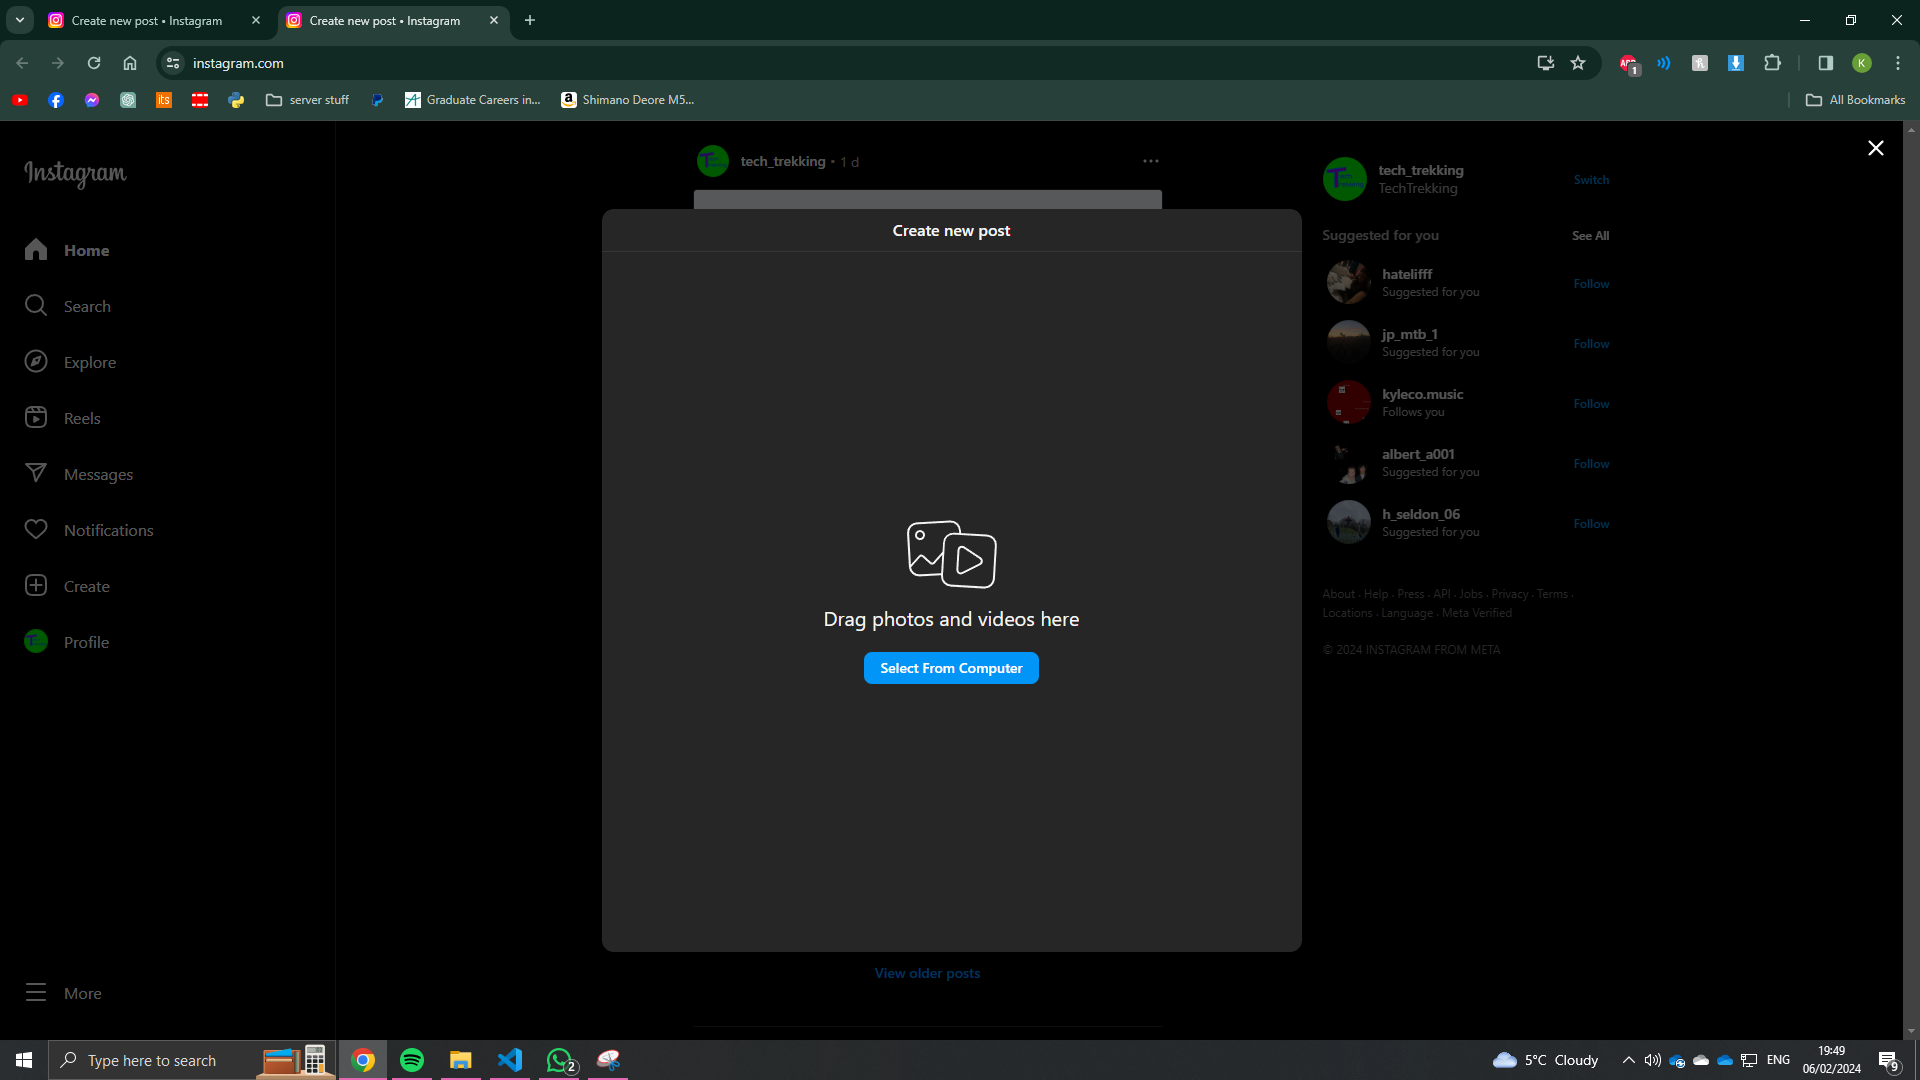 Create new post • Instagram
Create new post • Instagram
instagram.com
1
K
its
server stuff
Graduate Careers in...
Shimano Deore M5...
All Bookmarks
Instagram
Home
Search
Explore
Reels
Messages
Notifications
Create
Profile
More
tech_trekking • 1 d
Create new post
Drag photos and videos here
Select From Computer
View older posts
tech_trekking
TechTrekking
Switch
Suggested for you
See All
hatelifff
Suggested for you
Follow
jp_mtb_1
Suggested for you
Follow
kyleco.music
Follows you
Follow
albert_a001
Suggested for you
Follow
h_seldon_06
Suggested for you
Follow
About · Help · Press · API · Jobs · Privacy · Terms ·
Locations · Language · Meta Verified
© 2024 INSTAGRAM FROM META
Type here to search
2
5°C Cloudy
ENG
19:49
06/02/2024
9